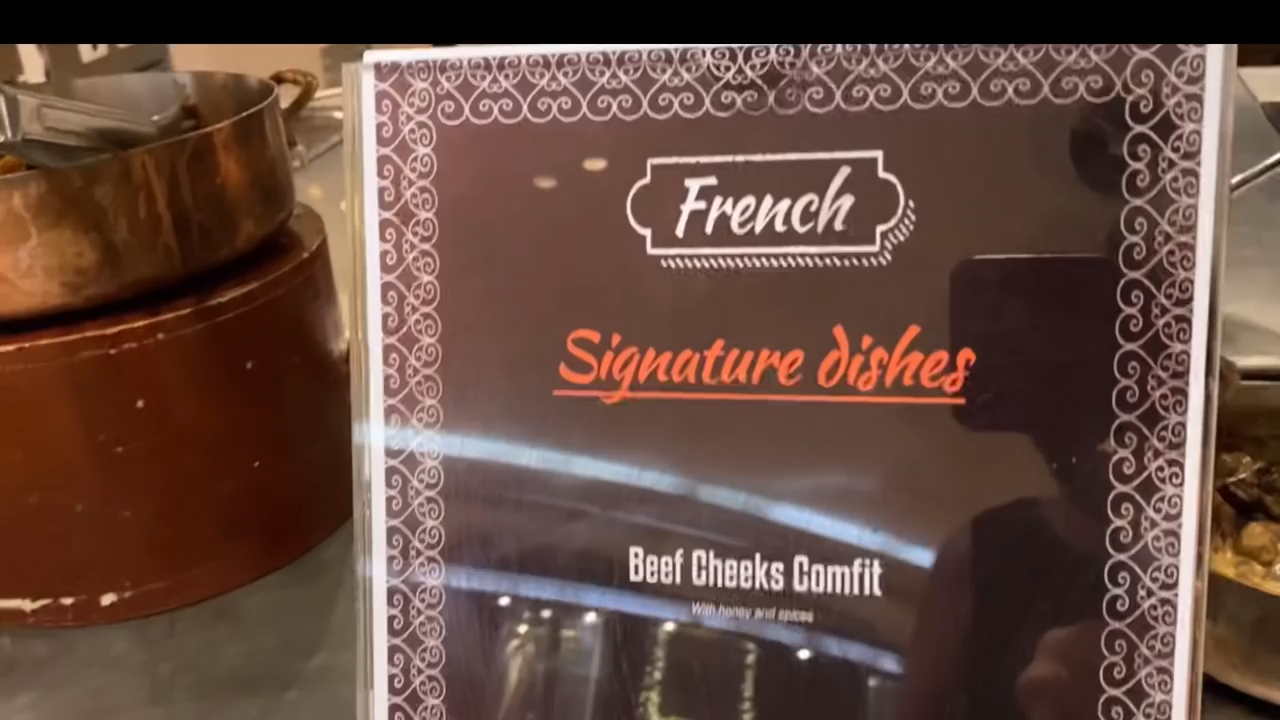 French
Signature dishes
Beef Cheeks Comfit
With honey and spices